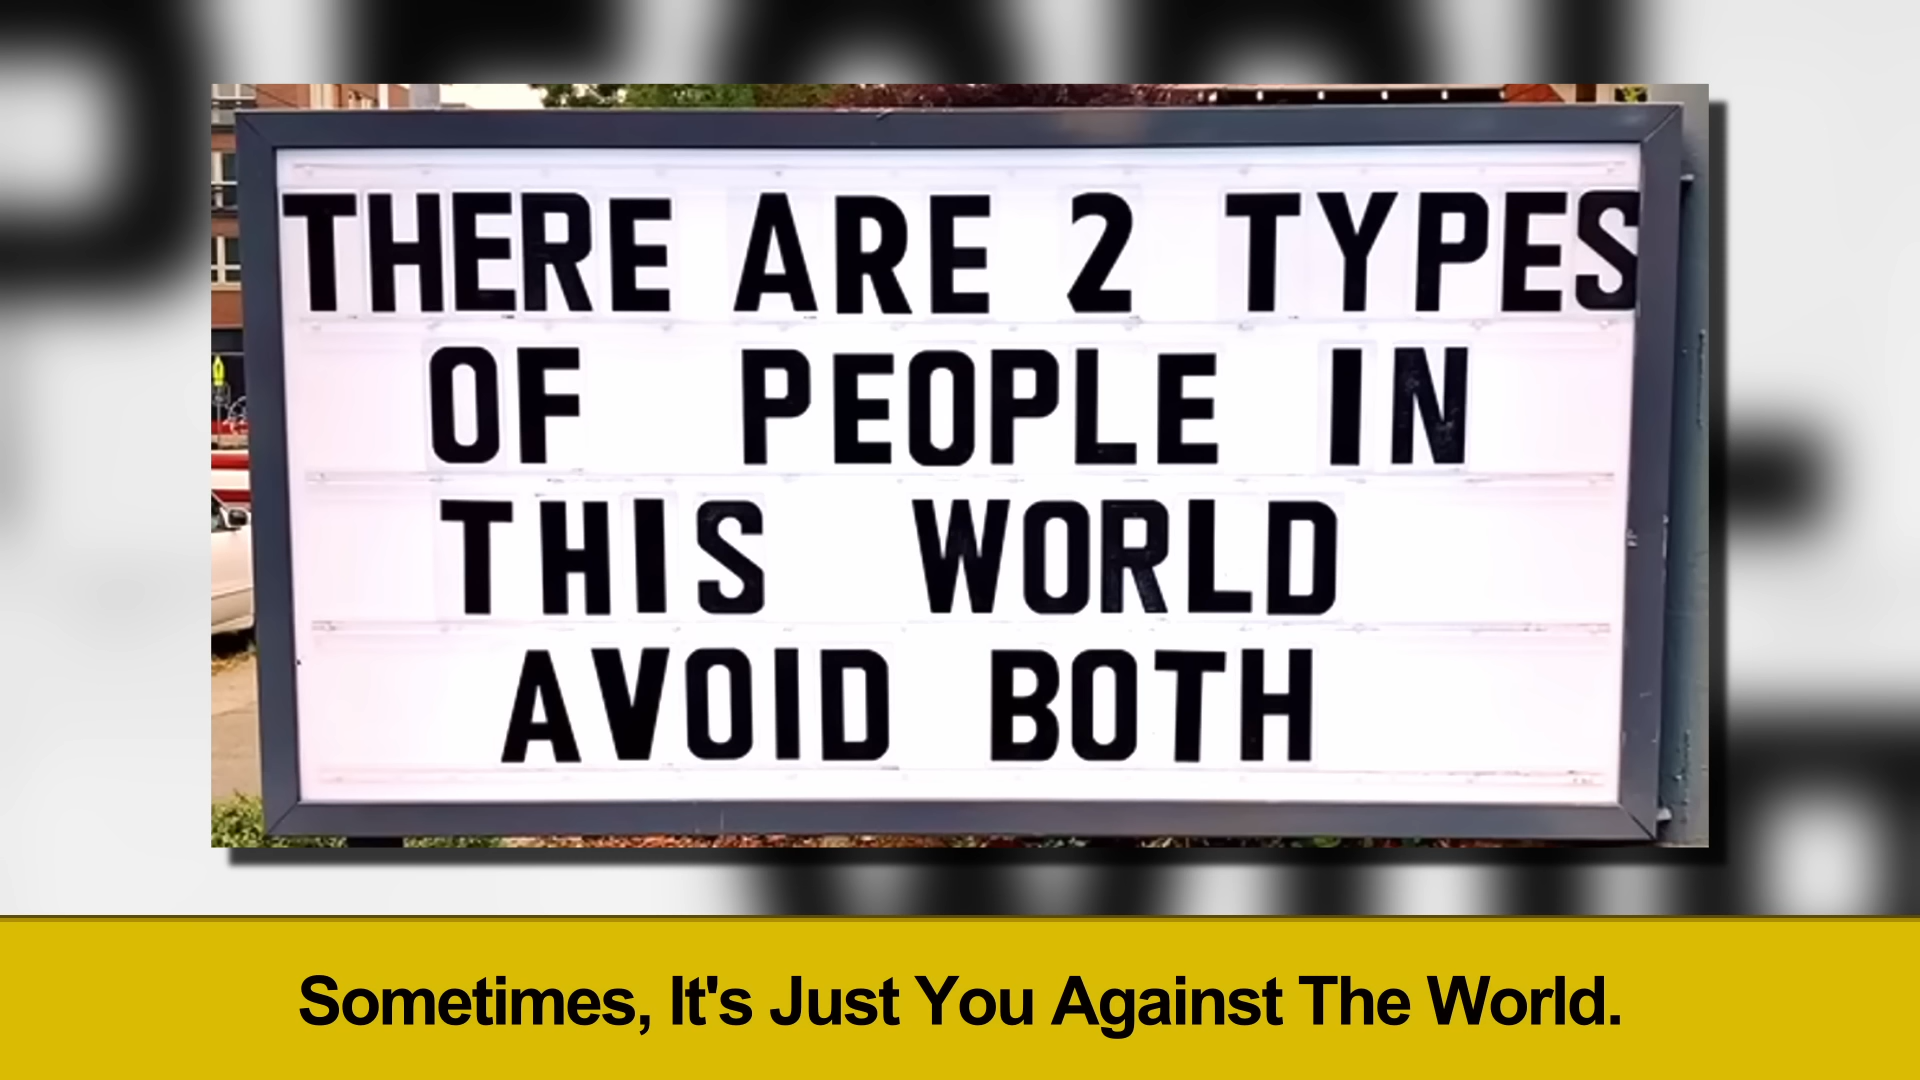 THERE ARE 2 TYPES
OF PEOPLE IN
THIS WORLD
AVOID BOTH
Sometimes, It's Just You Against The World.